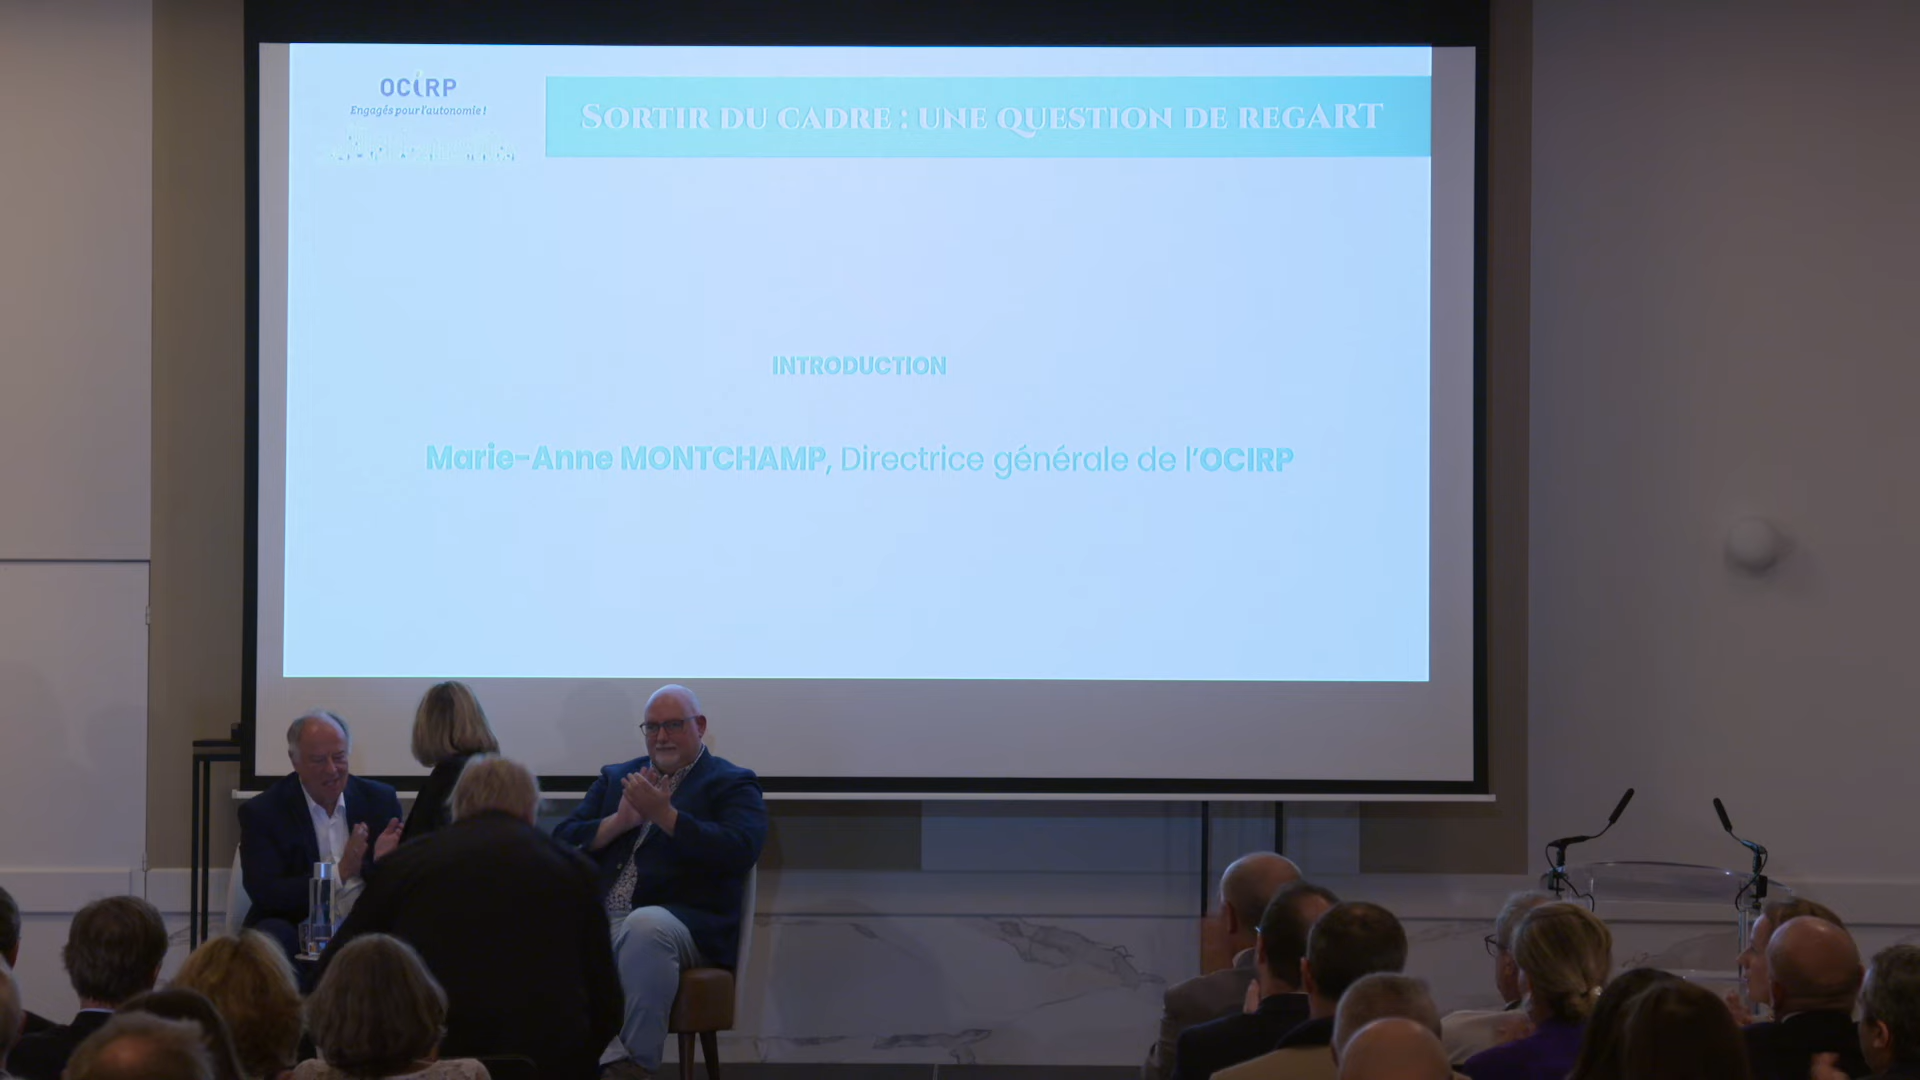 OCiRP
Engagés pour l'autonomie !
SORTIR DU CADRE : UNE QUESTION DE REGART
INTRODUCTION
Marie-Anne MONTCHAMP, Directrice générale de l'OCIRP